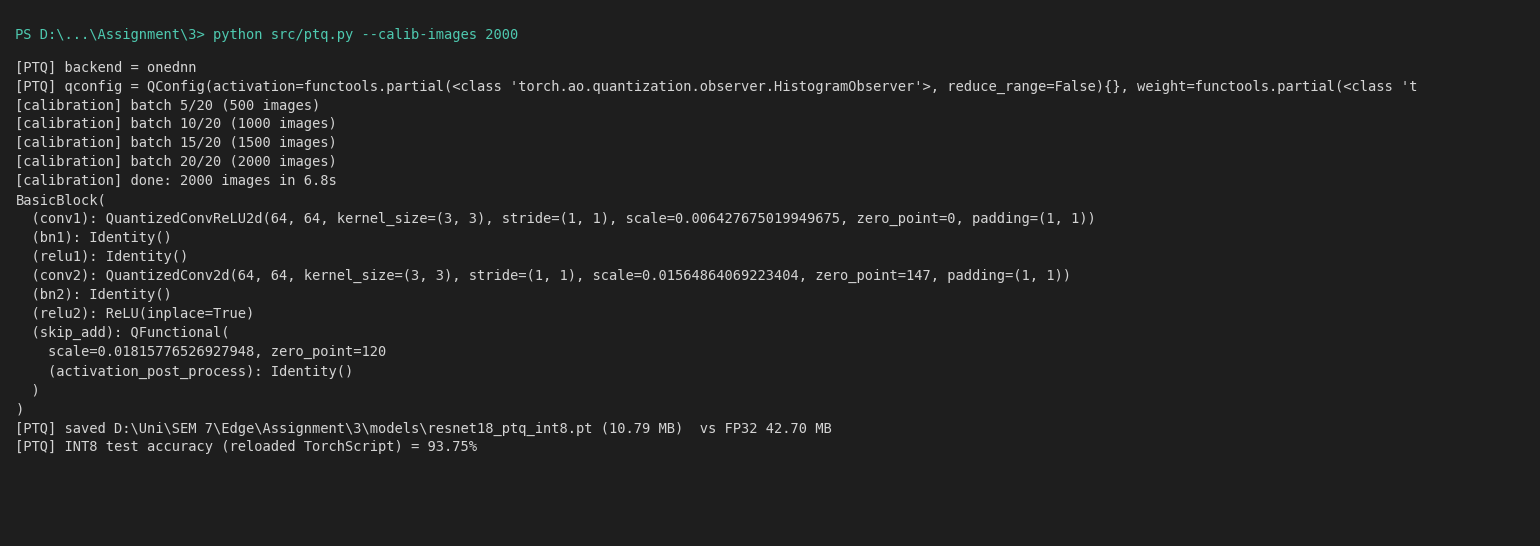 PS D:\...\Assignment\3> python src/ptq.py --calib-images 2000
[PTQ] backend = onednn
[PTQ] qconfig = QConfig(activation=functools.partial(<class 'torch.ao.quantization.observer.HistogramObserver'>, reduce_range=False){}, weight=functools.partial(<class 't
[calibration] batch 5/20 (500 images)
[calibration] batch 10/20 (1000 images)
[calibration] batch 15/20 (1500 images)
[calibration] batch 20/20 (2000 images)
[calibration] done: 2000 images in 6.8s
BasicBlock(
  (conv1): QuantizedConvReLU2d(64, 64, kernel_size=(3, 3), stride=(1, 1), scale=0.006427675019949675, zero_point=0, padding=(1, 1))
  (bn1): Identity()
  (relu1): Identity()
  (conv2): QuantizedConv2d(64, 64, kernel_size=(3, 3), stride=(1, 1), scale=0.01564864069223404, zero_point=147, padding=(1, 1))
  (bn2): Identity()
  (relu2): ReLU(inplace=True)
  (skip_add): QFunctional(
    scale=0.01815776526927948, zero_point=120
    (activation_post_process): Identity()
  )
)
[PTQ] saved D:\Uni\SEM 7\Edge\Assignment\3\models\resnet18_ptq_int8.pt (10.79 MB)  vs FP32 42.70 MB
[PTQ] INT8 test accuracy (reloaded TorchScript) = 93.75%